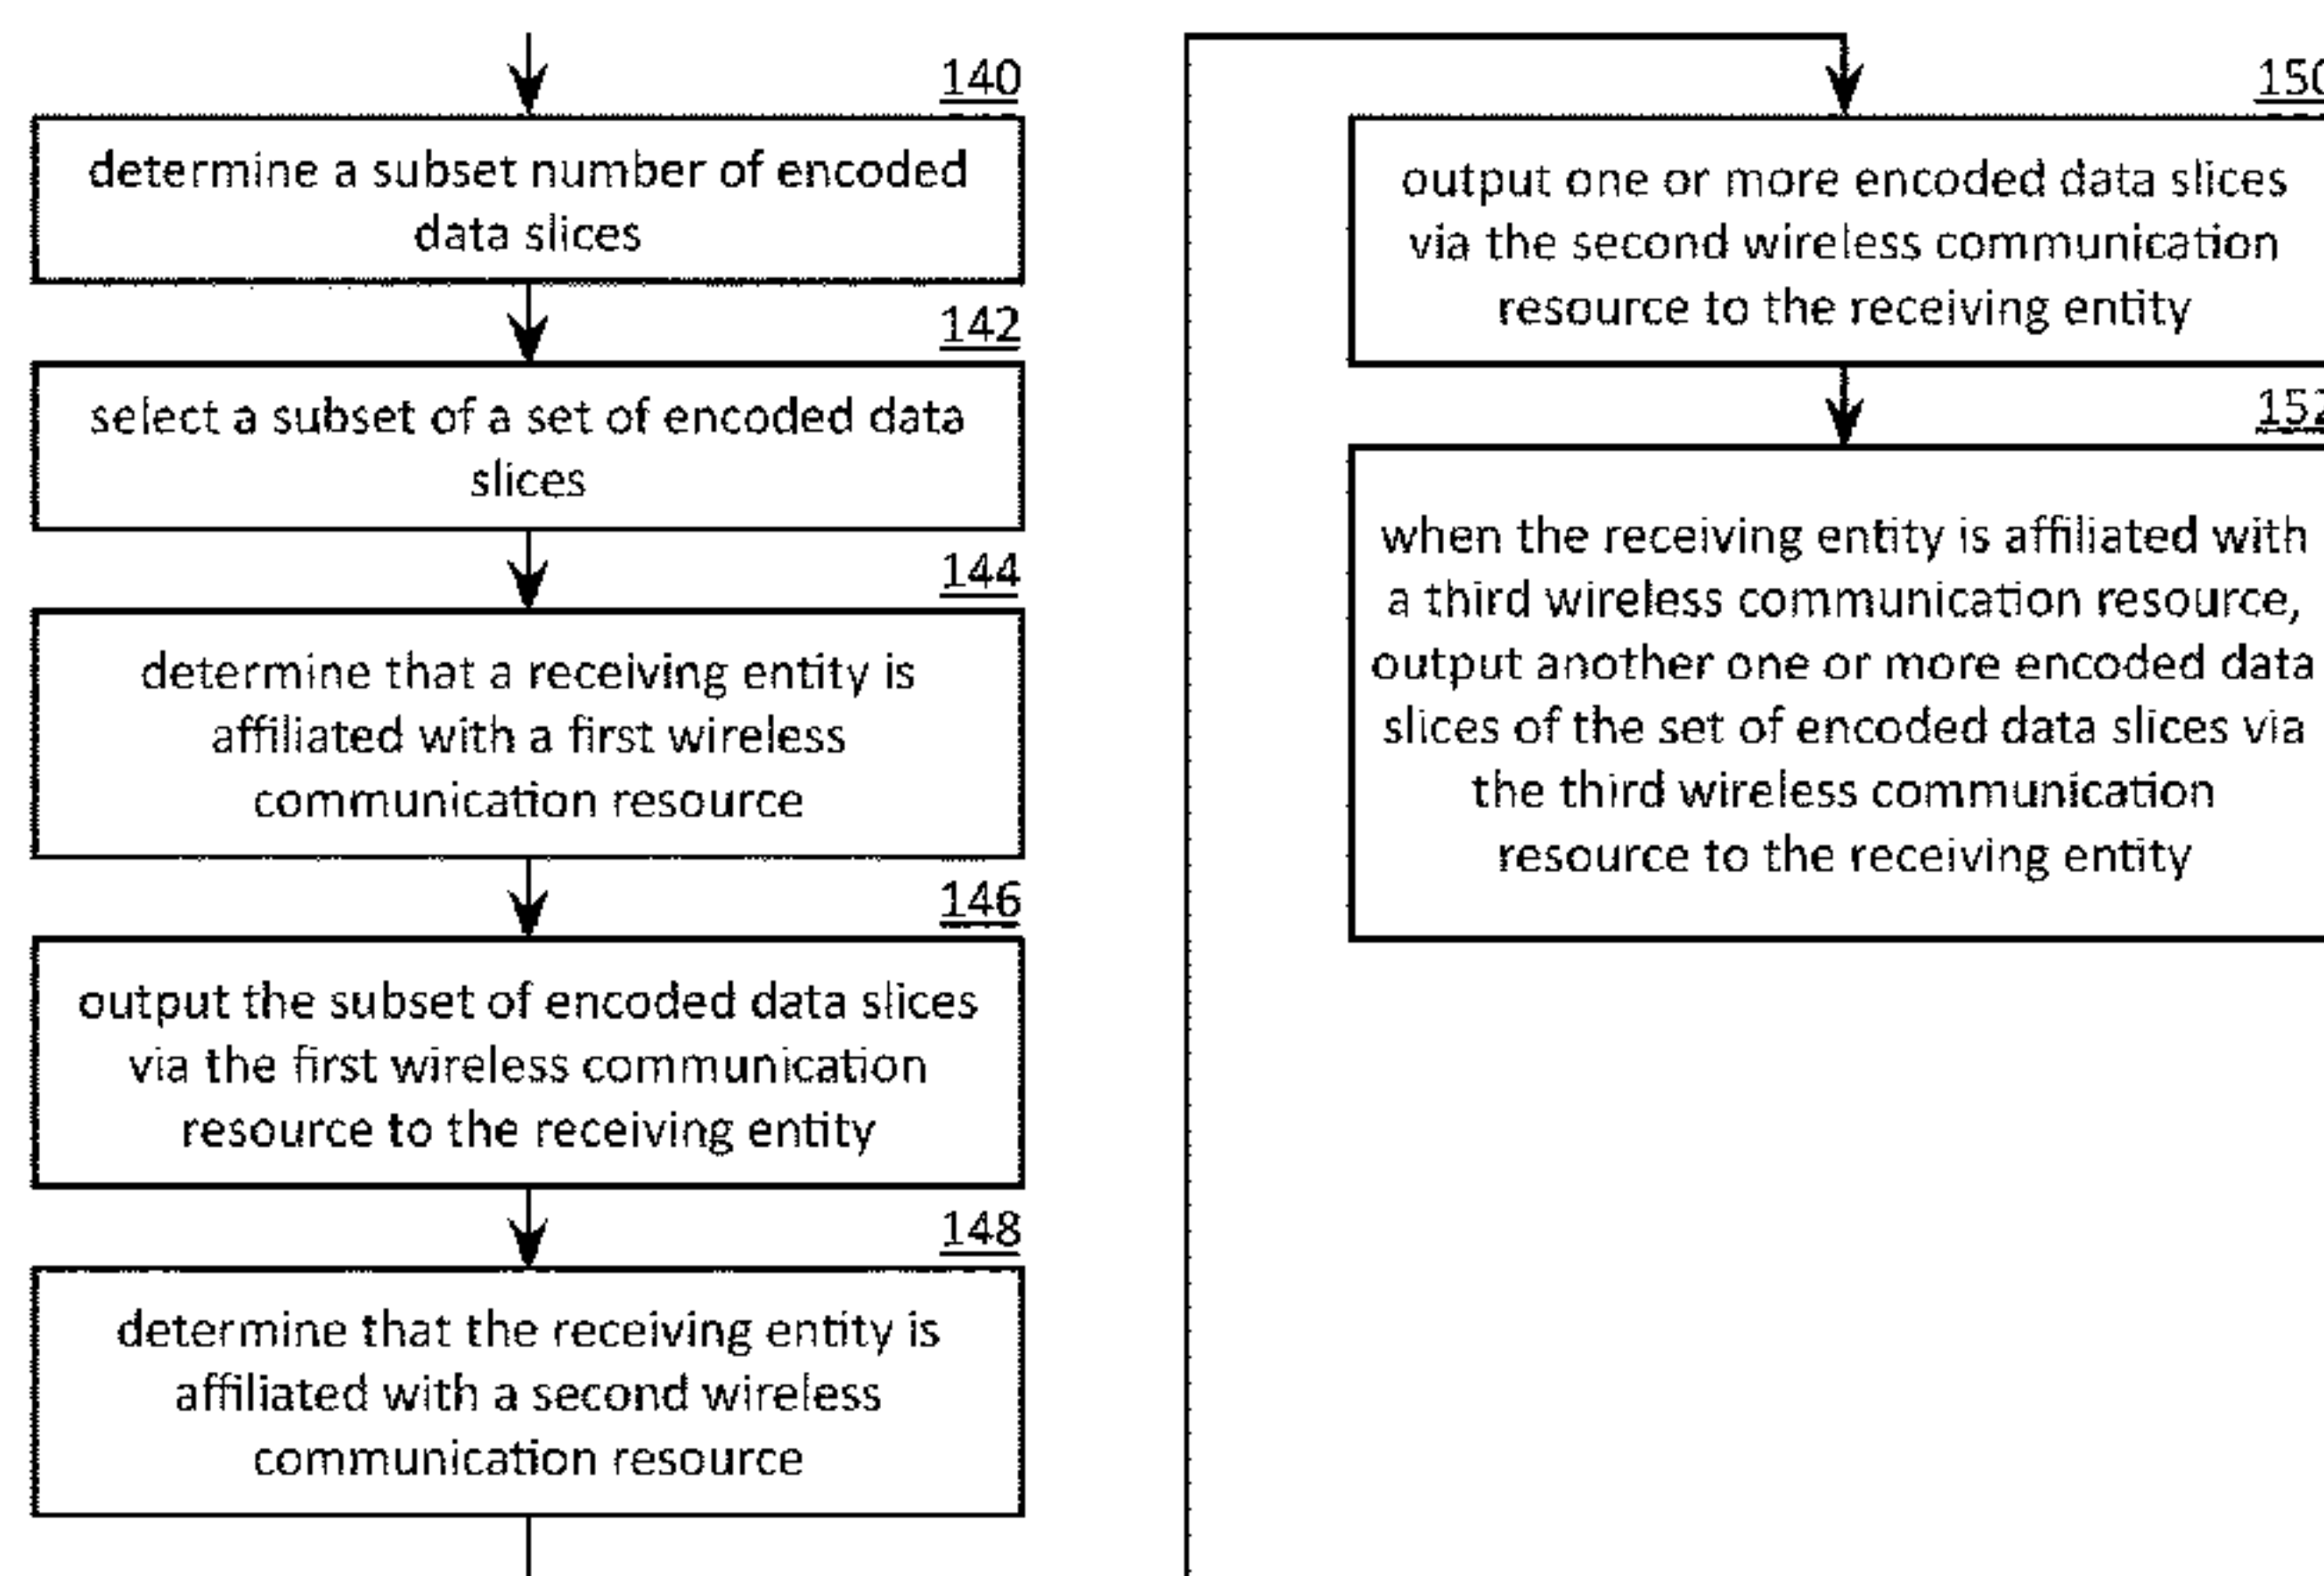 140
determine a subset number of encoded
data slices
142
select a subset of a set of encoded data
slices
144
determine that a receiving entity is
affiliated with a first wireless
communication resource
146
output the subset of encoded data slices
via the first wireless communication
resource to the receiving entity
148
determine that the receiving entity is
affiliated with a second wireless
communication resource
150
output one or more encoded data slices
via the second wireless communication
resource to the receiving entity
152
when the receiving entity is affiliated with
a third wireless communication resource,
output another one or more encoded data
slices of the set of encoded data slices via
the third wireless communication
resource to the receiving entity